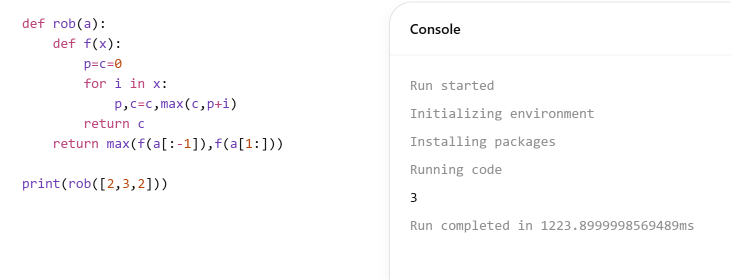 def rob(a):
    def f(x):
        p=c=0
        for i in x:
            p,c=c,max(c,p+i)
        return c
    return max(f(a[:-1]),f(a[1:]))

print(rob([2,3,2]))
Console
Run started
Initializing environment
Installing packages
Running code
3
Run completed in 1223.8999998569489ms